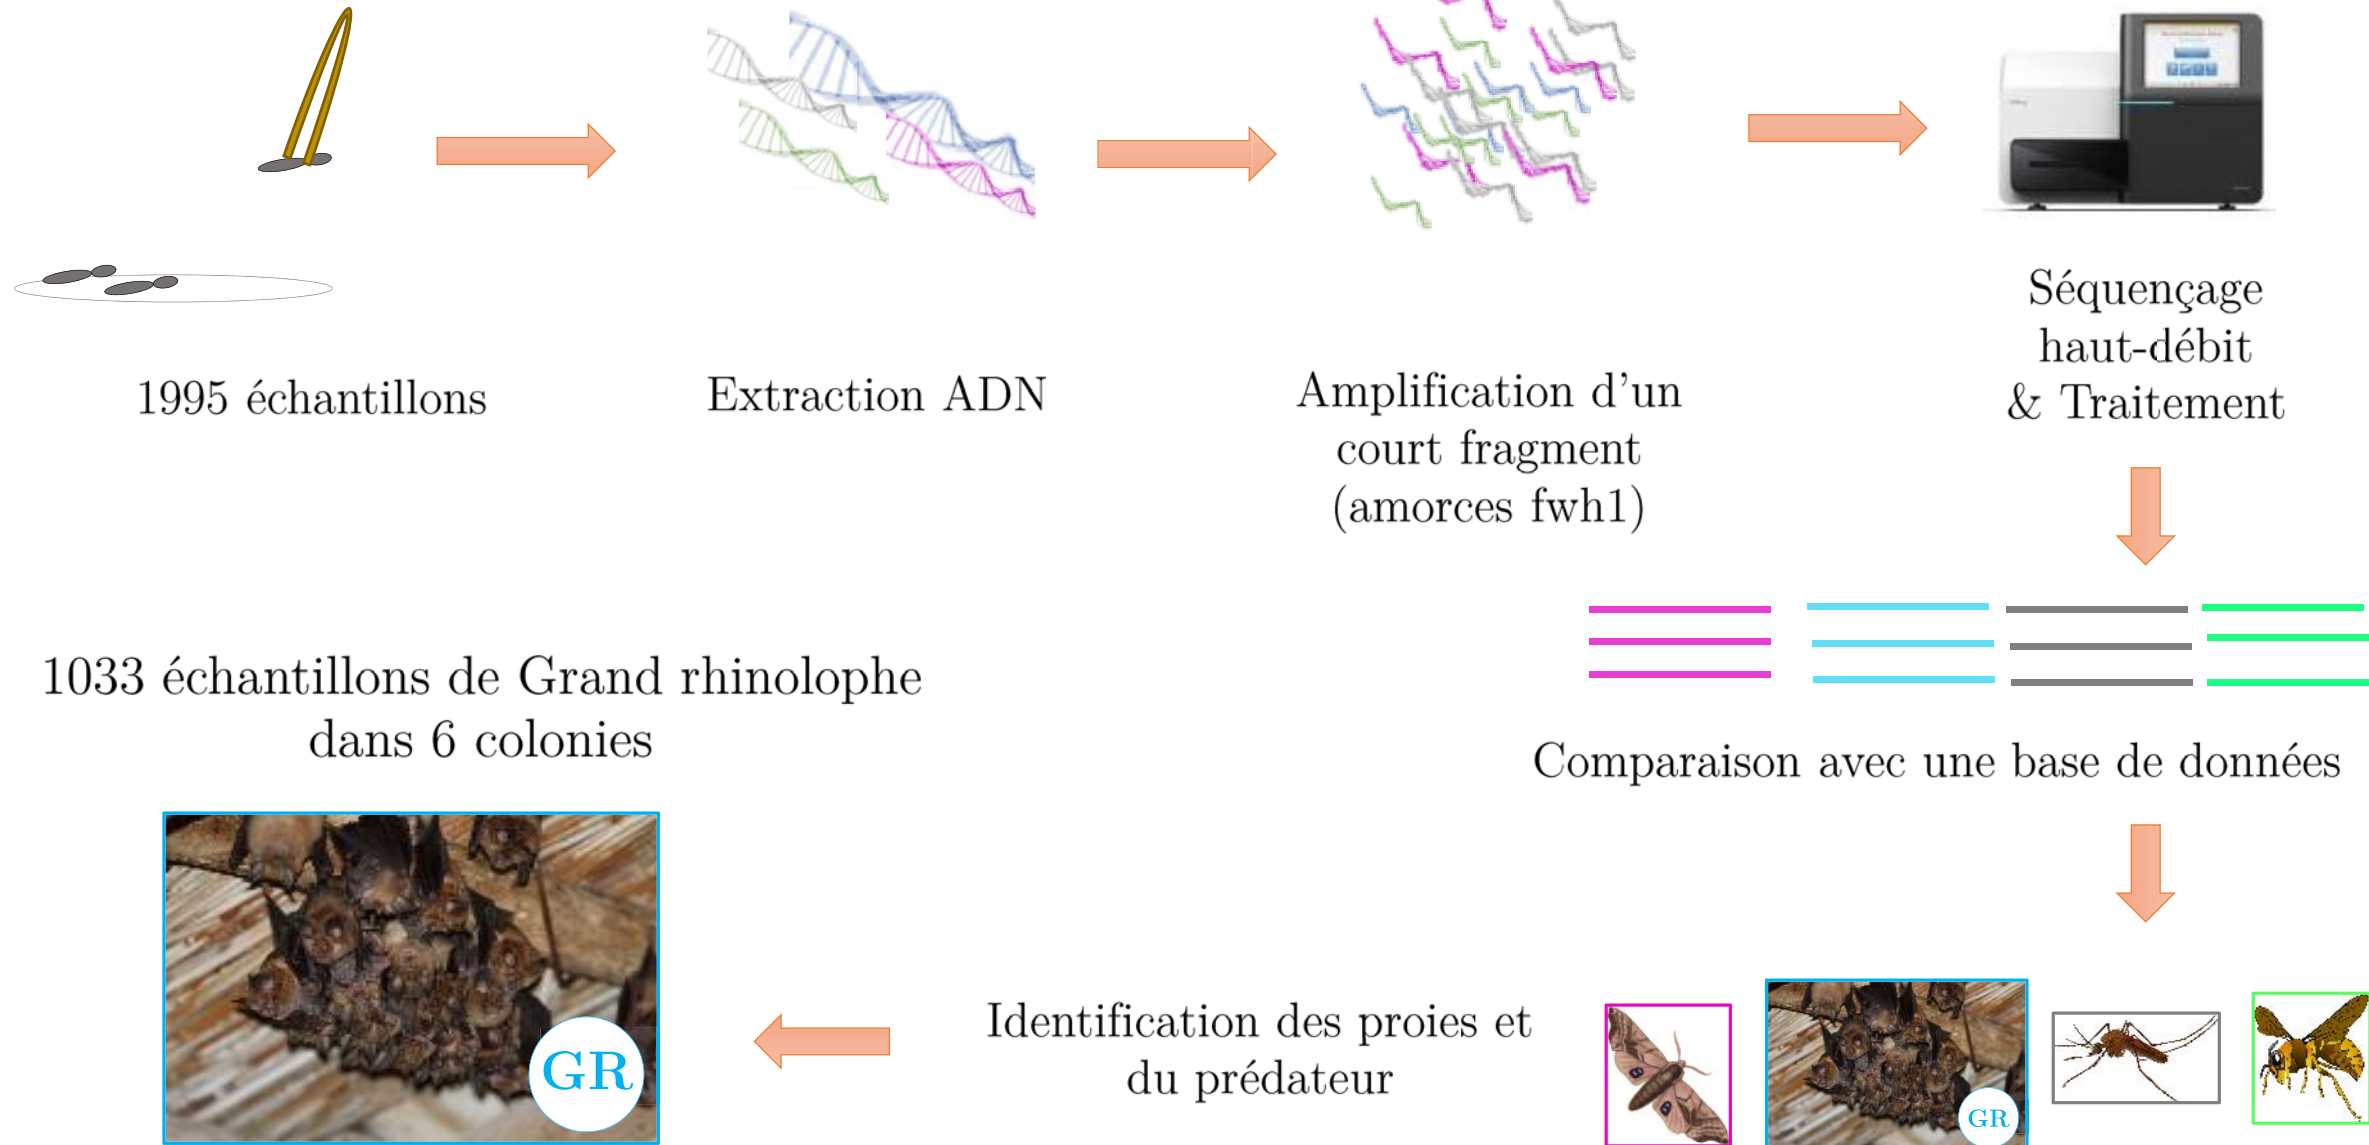 1995 échantillons
Extraction ADN
Amplification d'un
court fragment
(amorces fwh1)
Séquençage
haut-débit
& Traitement
Comparaison avec une base de données
Identification des proies et
du prédateur
GR
1033 échantillons de Grand rhinolophe
dans 6 colonies
GR